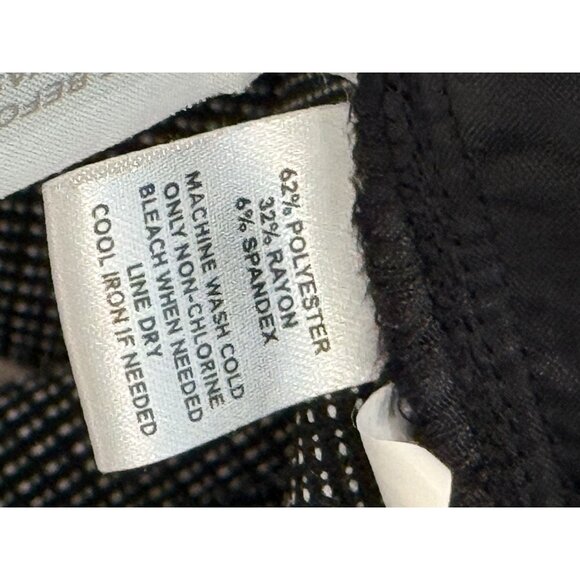 62% POLYESTER
32% RAYON
6% SPANDEX
MACHINE WASH COLD
ONLY NON-CHLORINE
BLEACH WHEN NEEDED
LINE DRY
COOL IRON IF NEEDED